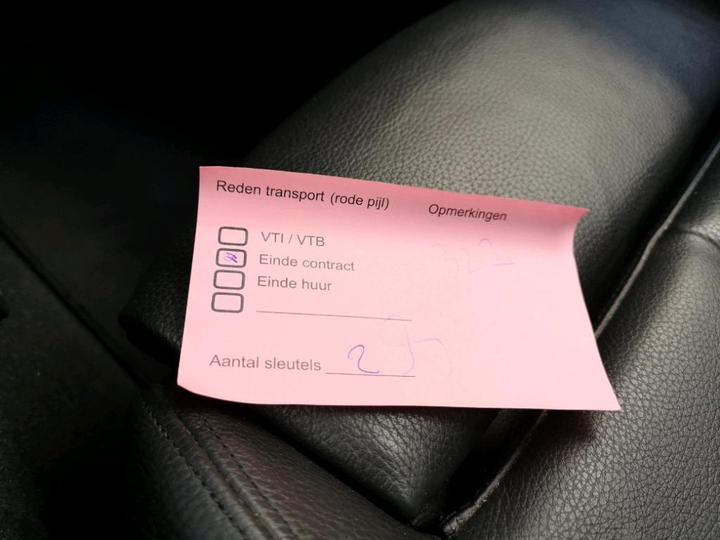 Reden transport (rode pijl)
Opmerkingen
VTI / VTB
Einde contract
Einde huur
Aantal sleutels 2